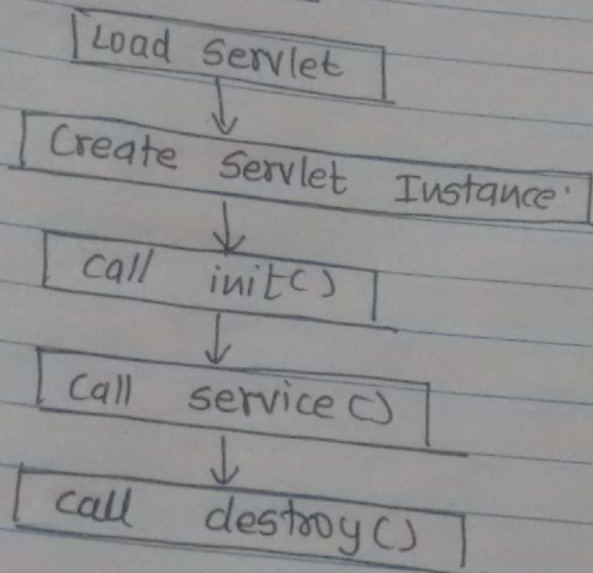 Load Servlet
Create Servlet Instance.
Call init()
Call service()
Call destroy()